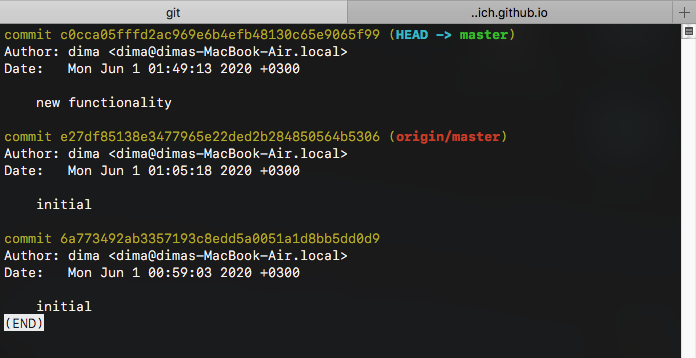 git
..ich.github.io
+
commit c0cca05fffd2ac969e6b4efb48130c65e9065f99 (HEAD -> master)
Author: dima <dima@dimas-MacBook-Air.local>
Date:   Mon Jun 1 01:49:13 2020 +0300
new functionality
commit e27df85138e3477965e22ded2b284850564b5306 (origin/master)
Author: dima <dima@dimas-MacBook-Air.local>
Date:   Mon Jun 1 01:05:18 2020 +0300
initial
commit 6a773492ab3357193c8edd5a0051a1d8bb5dd0d9
Author: dima <dima@dimas-MacBook-Air.local>
Date:   Mon Jun 1 00:59:03 2020 +0300
initial
(END)